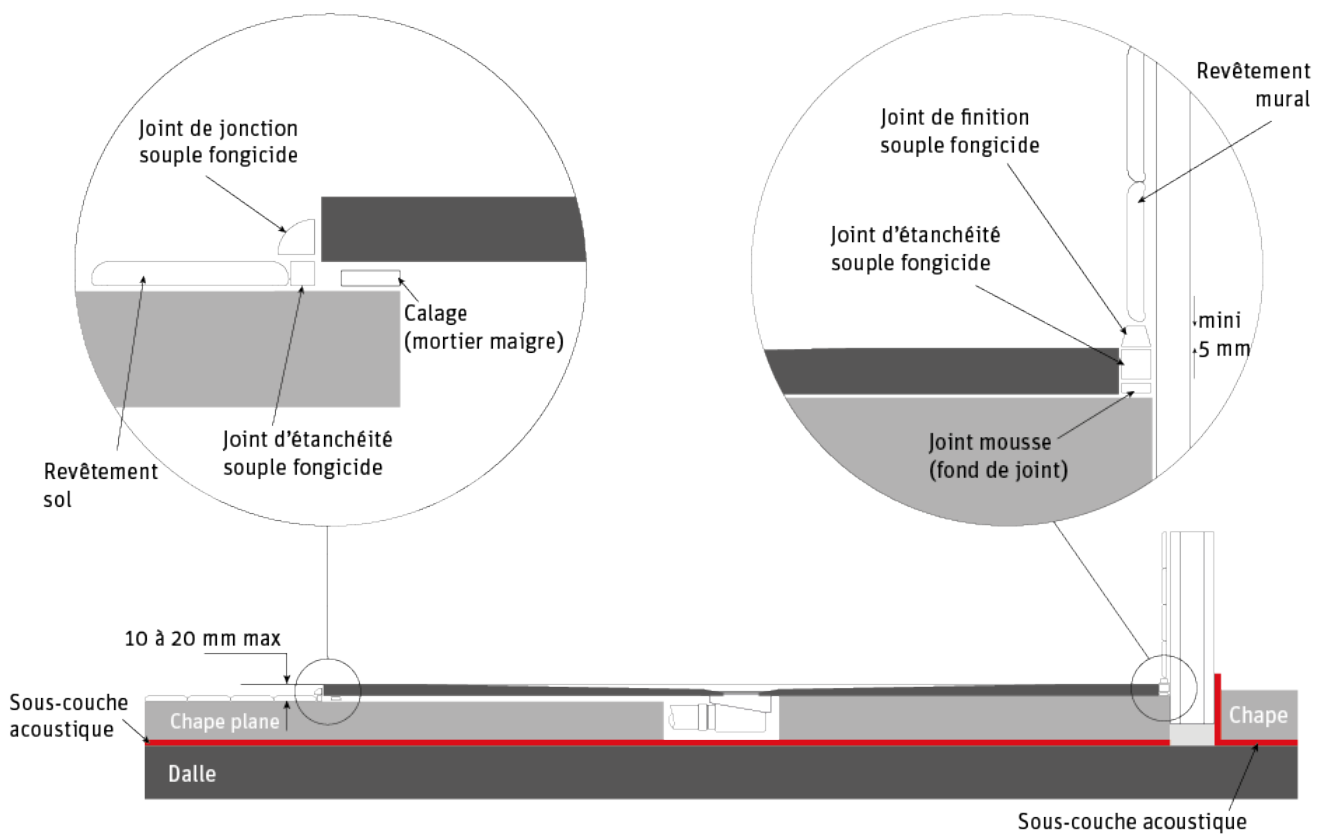 Joint de jonction
souple fongicide
Calage
(mortier maigre)
Joint d'étanchéité
souple fongicide
Revêtement
sol
Revêtement
mural
Joint de finition
souple fongicide
Joint d'étanchéité
souple fongicide
mini
5 mm
Joint mousse
(fond de joint)
10 à 20 mm max
Sous-couche
acoustique
Chape plane
Chape
Dalle
Sous-couche acoustique